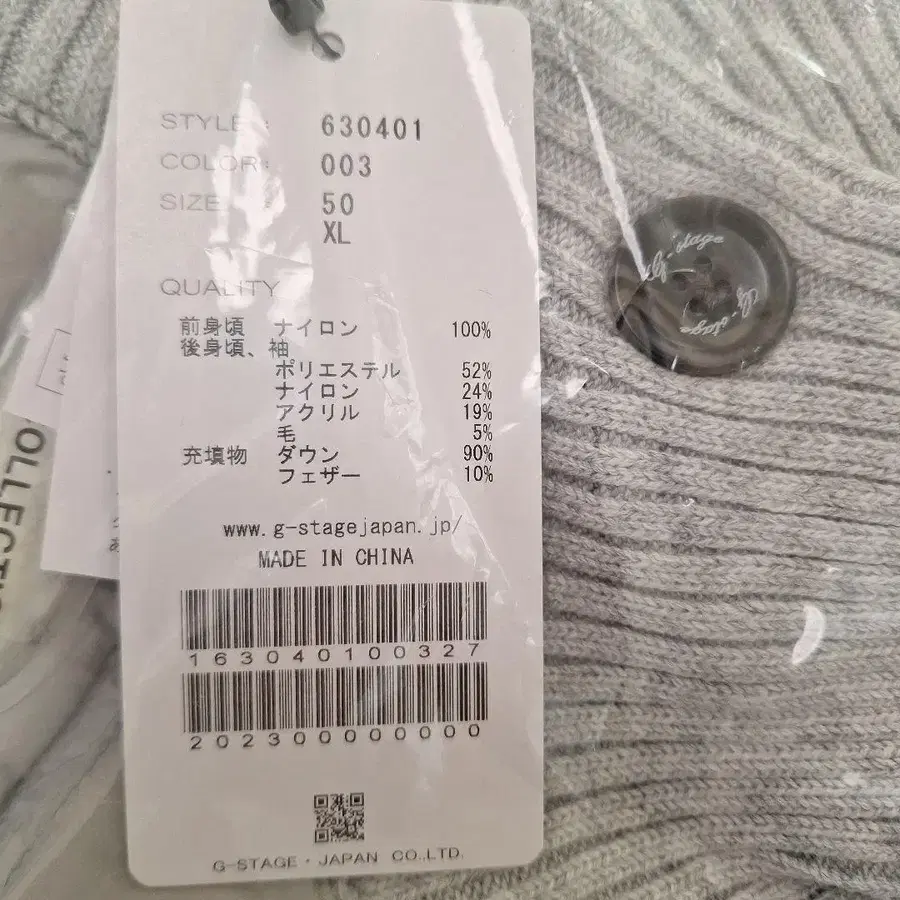 STYLE : 630401
COLOR : 003
SIZE : 50
XL
QUALITY
前身頃 ナイロン 100%
後身頃、袖
ポリエステル 52%
ナイロン 24%
アクリル 19%
毛 5%
充填物 ダウン 90%
フェザー 10%
www.g-stagejapan.jp/
MADE IN CHINA
163040100327
2023000000000
G-STAGE・JAPAN CO.,LTD.
g-stage
g-stage
OLLECT